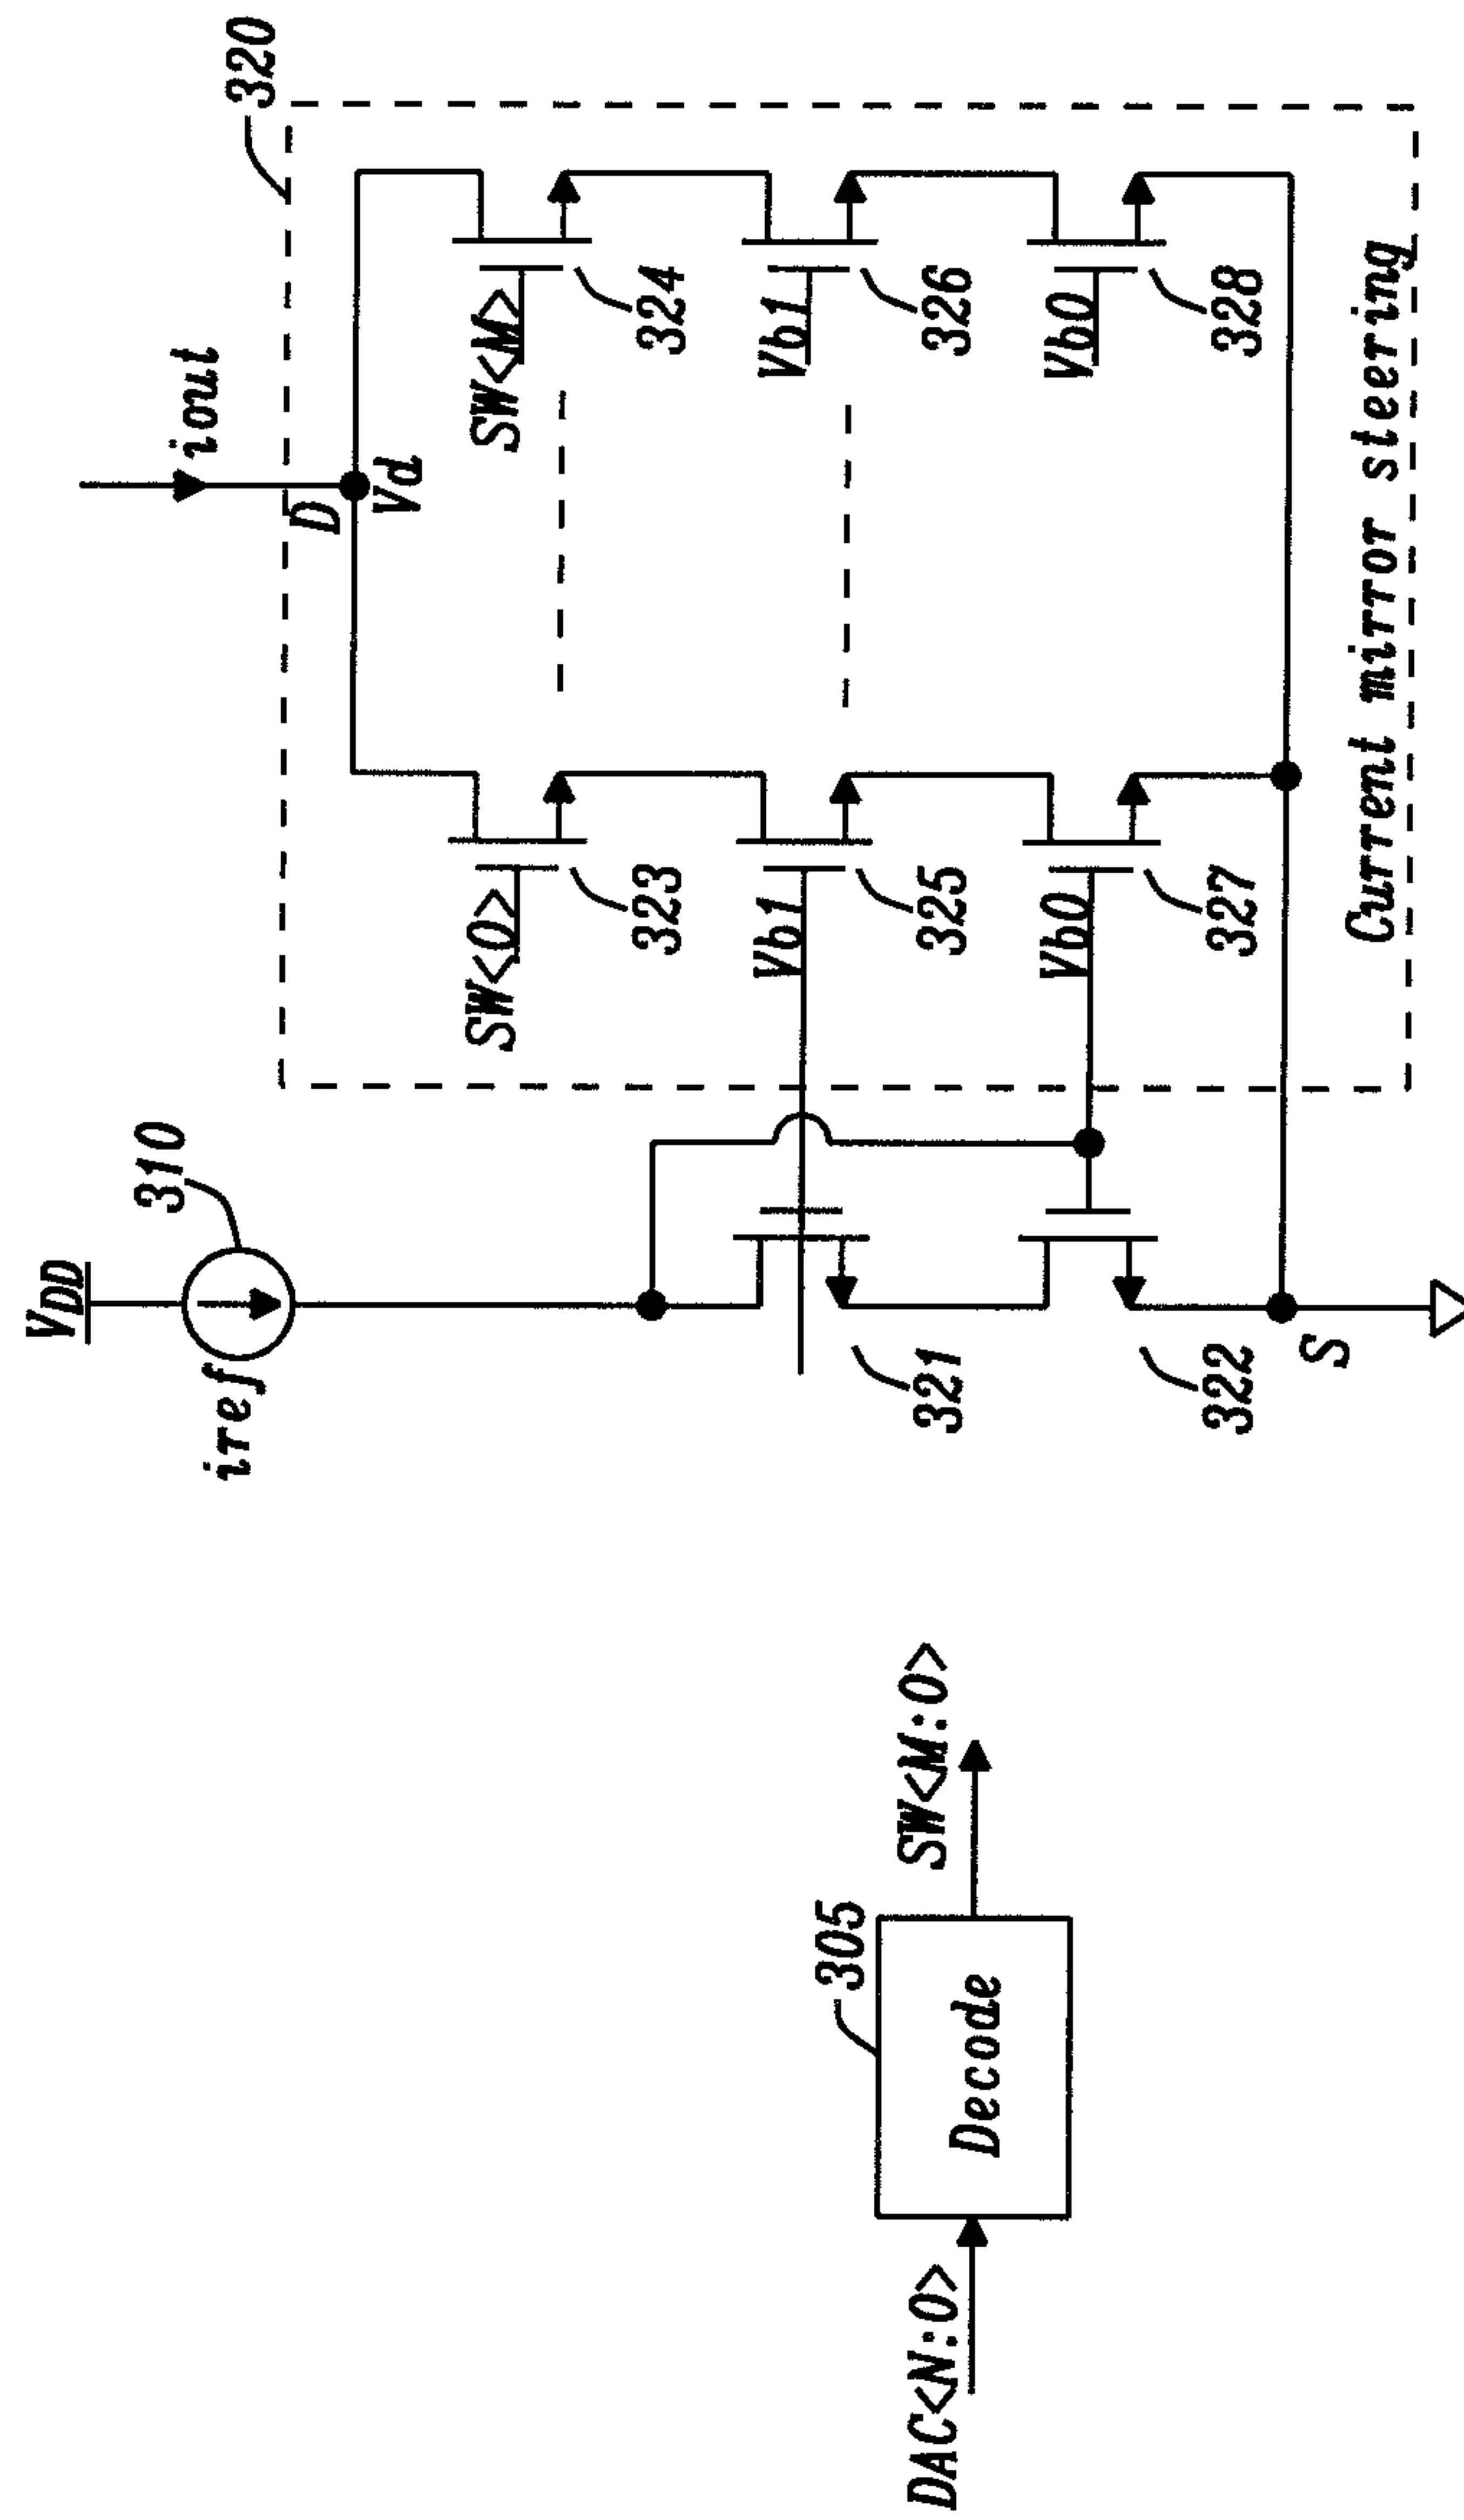 VDD
iref
310
iout
320
D
Vd
SW<0>
323
SW<M>
324
Vb1
325
Vb1
326
321
Vb0
327
Vb0
328
322
S
Current mirror steering
DAC<N:0>
Decode
305
SW<M:0>